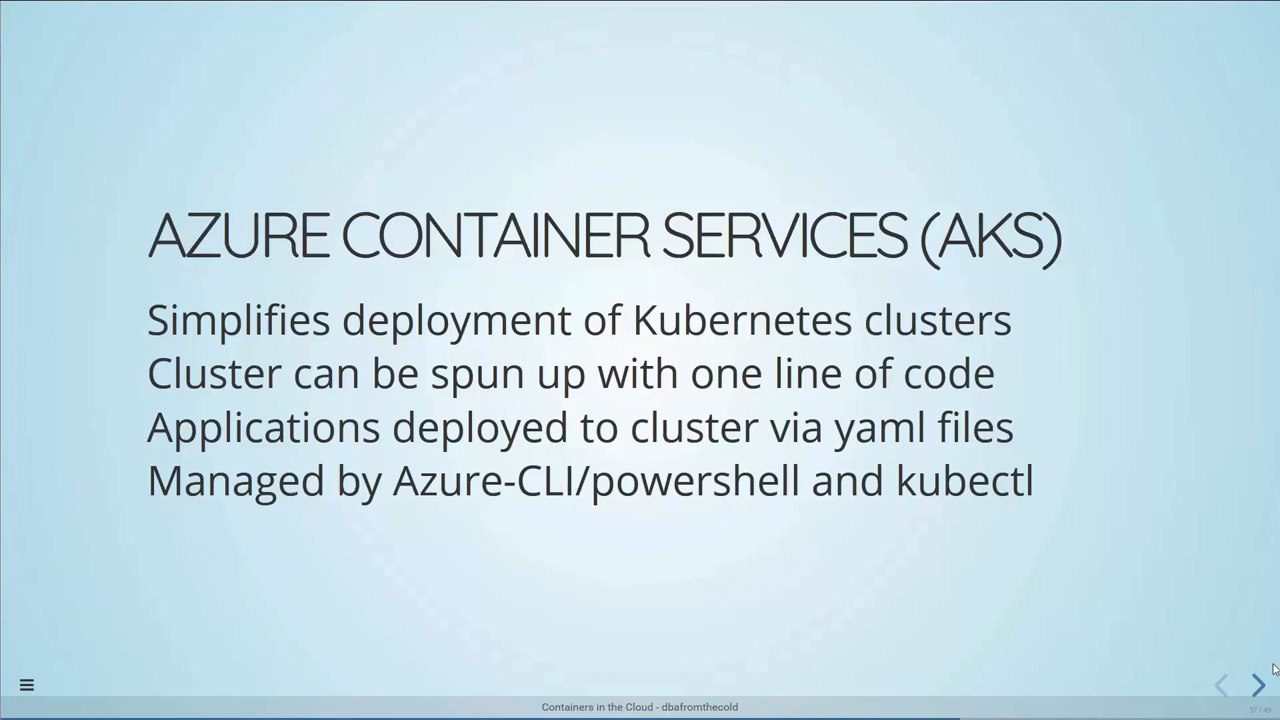 AZURE CONTAINER SERVICES (AKS)
Simplifies deployment of Kubernetes clusters
Cluster can be spun up with one line of code
Applications deployed to cluster via yaml files
Managed by Azure-CLI/powershell and kubectl
Containers in the Cloud - dbafromthecold
37 / 49